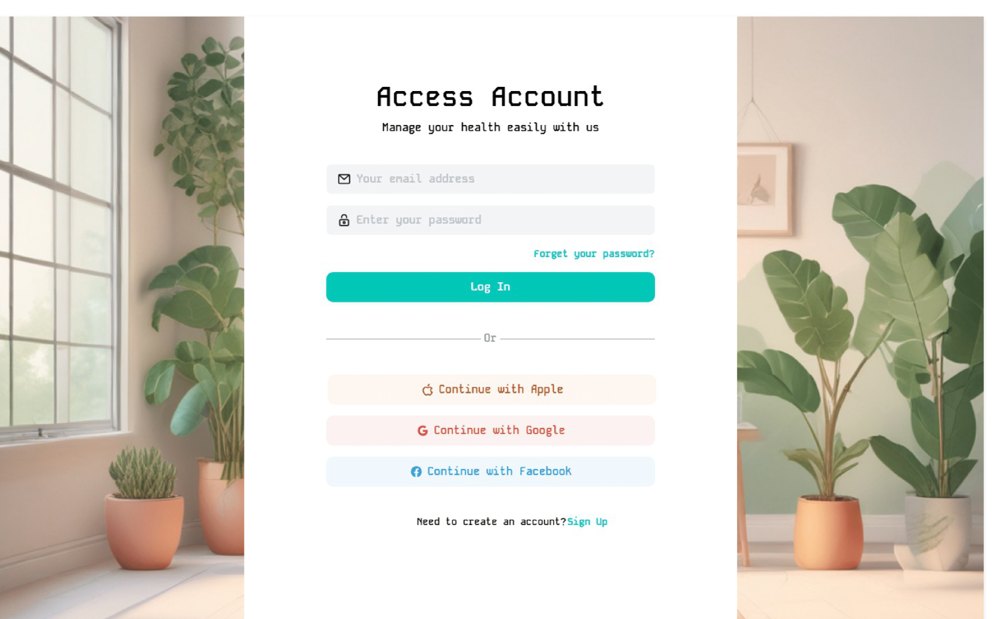 Access Account
Manage your health easily with us
Your email address
Enter your password
Forget your password?
Log In
Or
Continue with Apple
Continue with Google
Continue with Facebook
Need to create an account?Sign Up